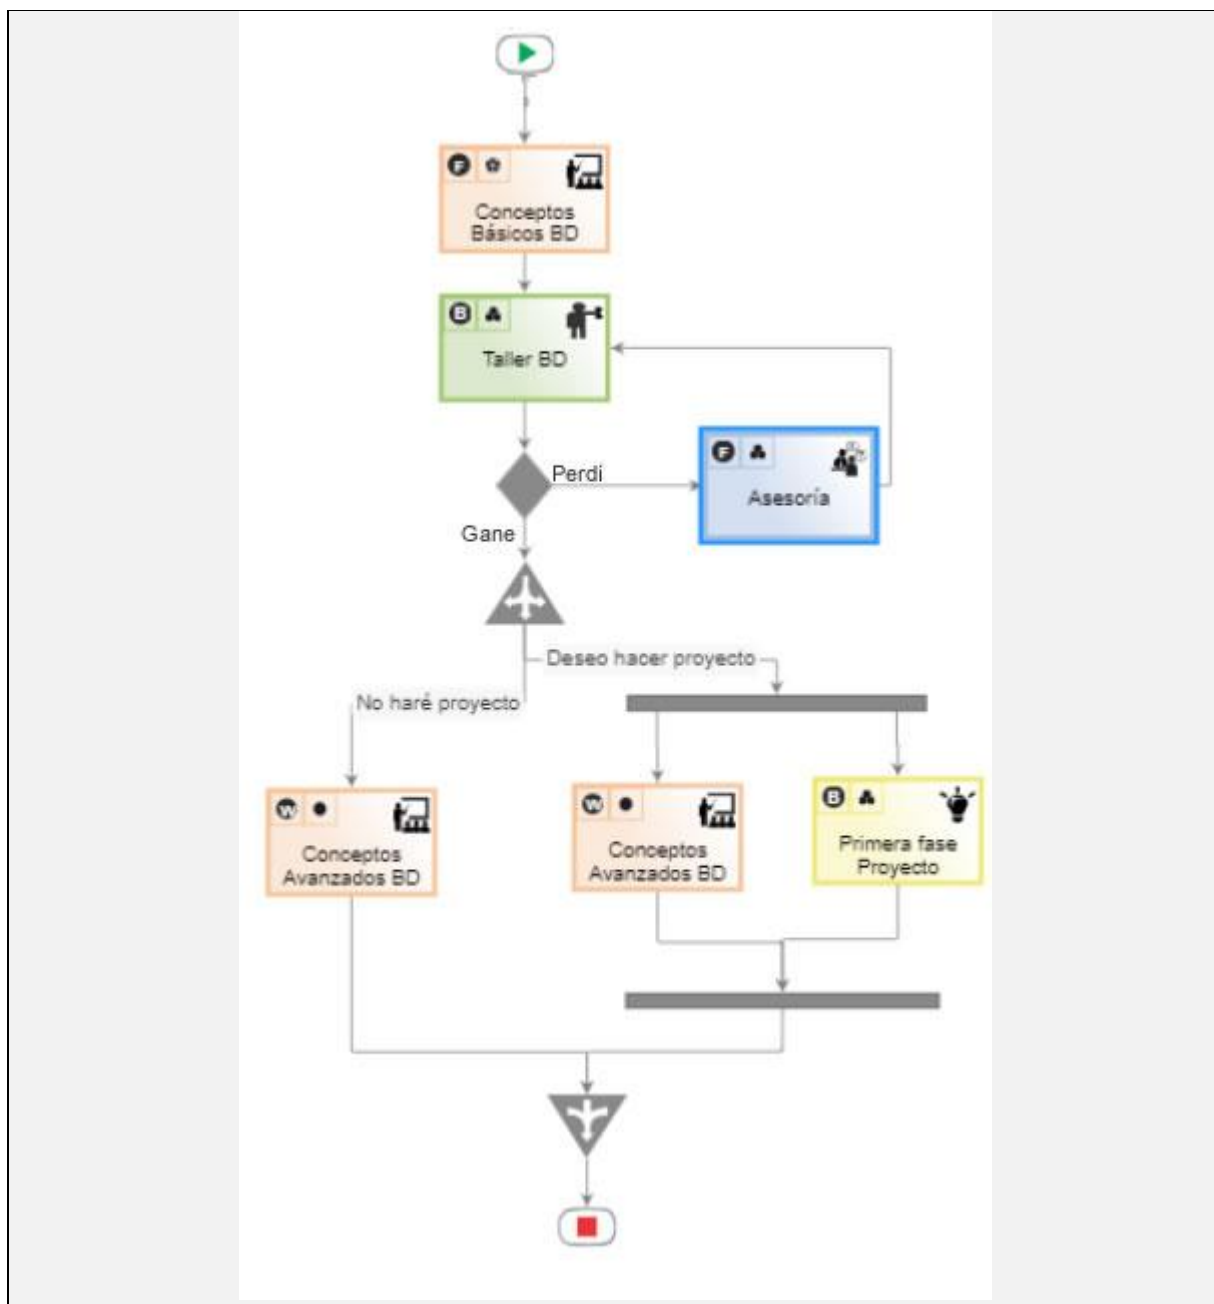 F
Conceptos
Básicos BD
B
Taller BD
Perdí
F
Asesoría
Gane
Deseo hacer proyecto
No haré proyecto
W
Conceptos
Avanzados BD
W
Conceptos
Avanzados BD
B
Primera fase
Proyecto